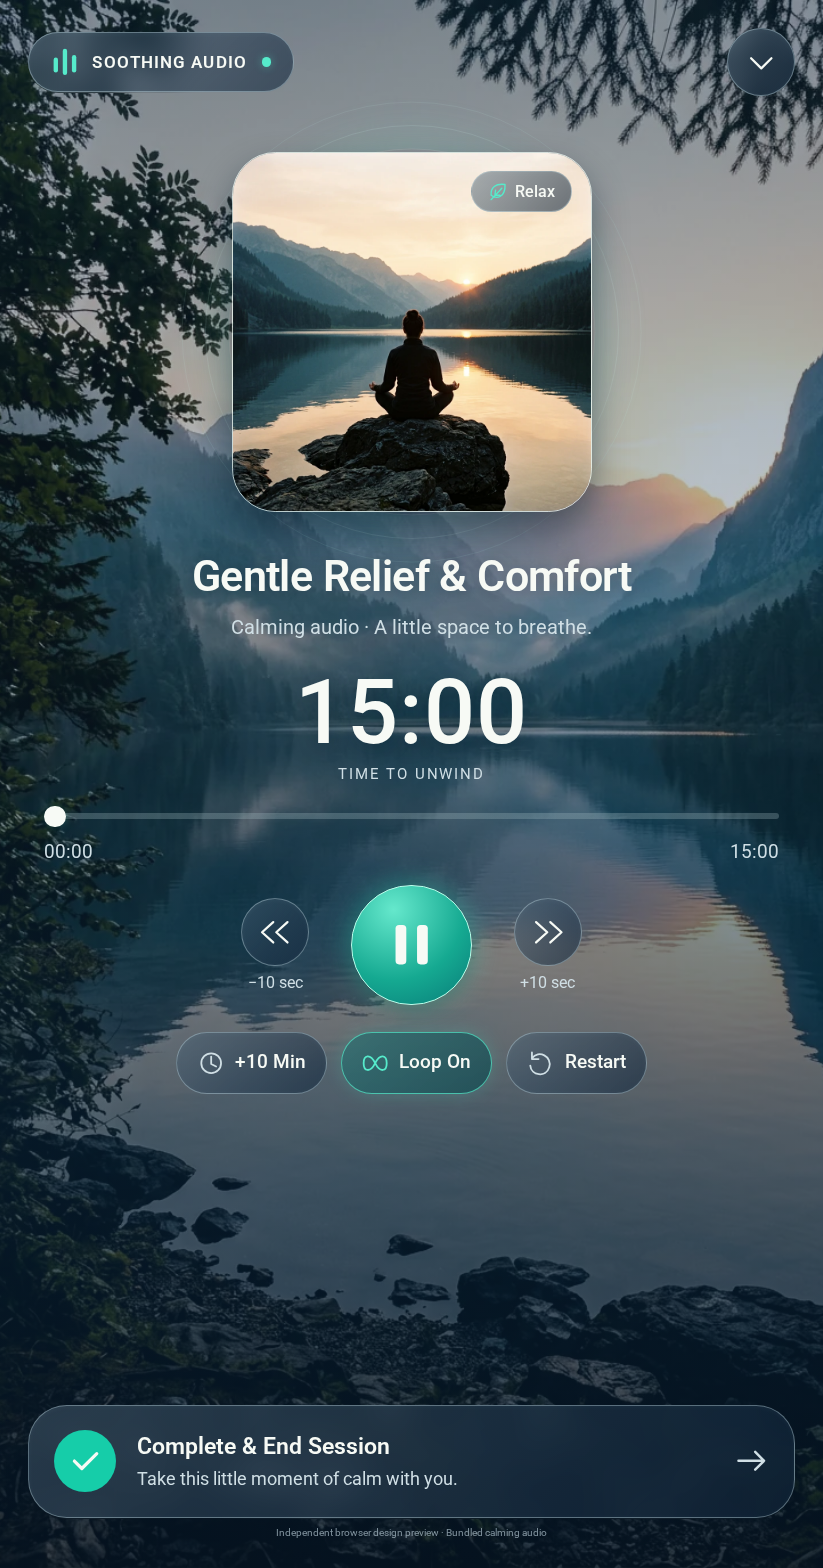 SOOTHING AUDIO
Relax
Gentle Relief & Comfort
Calming audio · A little space to breathe.
15:00
TIME TO UNWIND
00:00
15:00
−10 sec
+10 sec
+10 Min
Loop On
Restart
Complete & End Session
Take this little moment of calm with you.
Independent browser design preview · Bundled calming audio